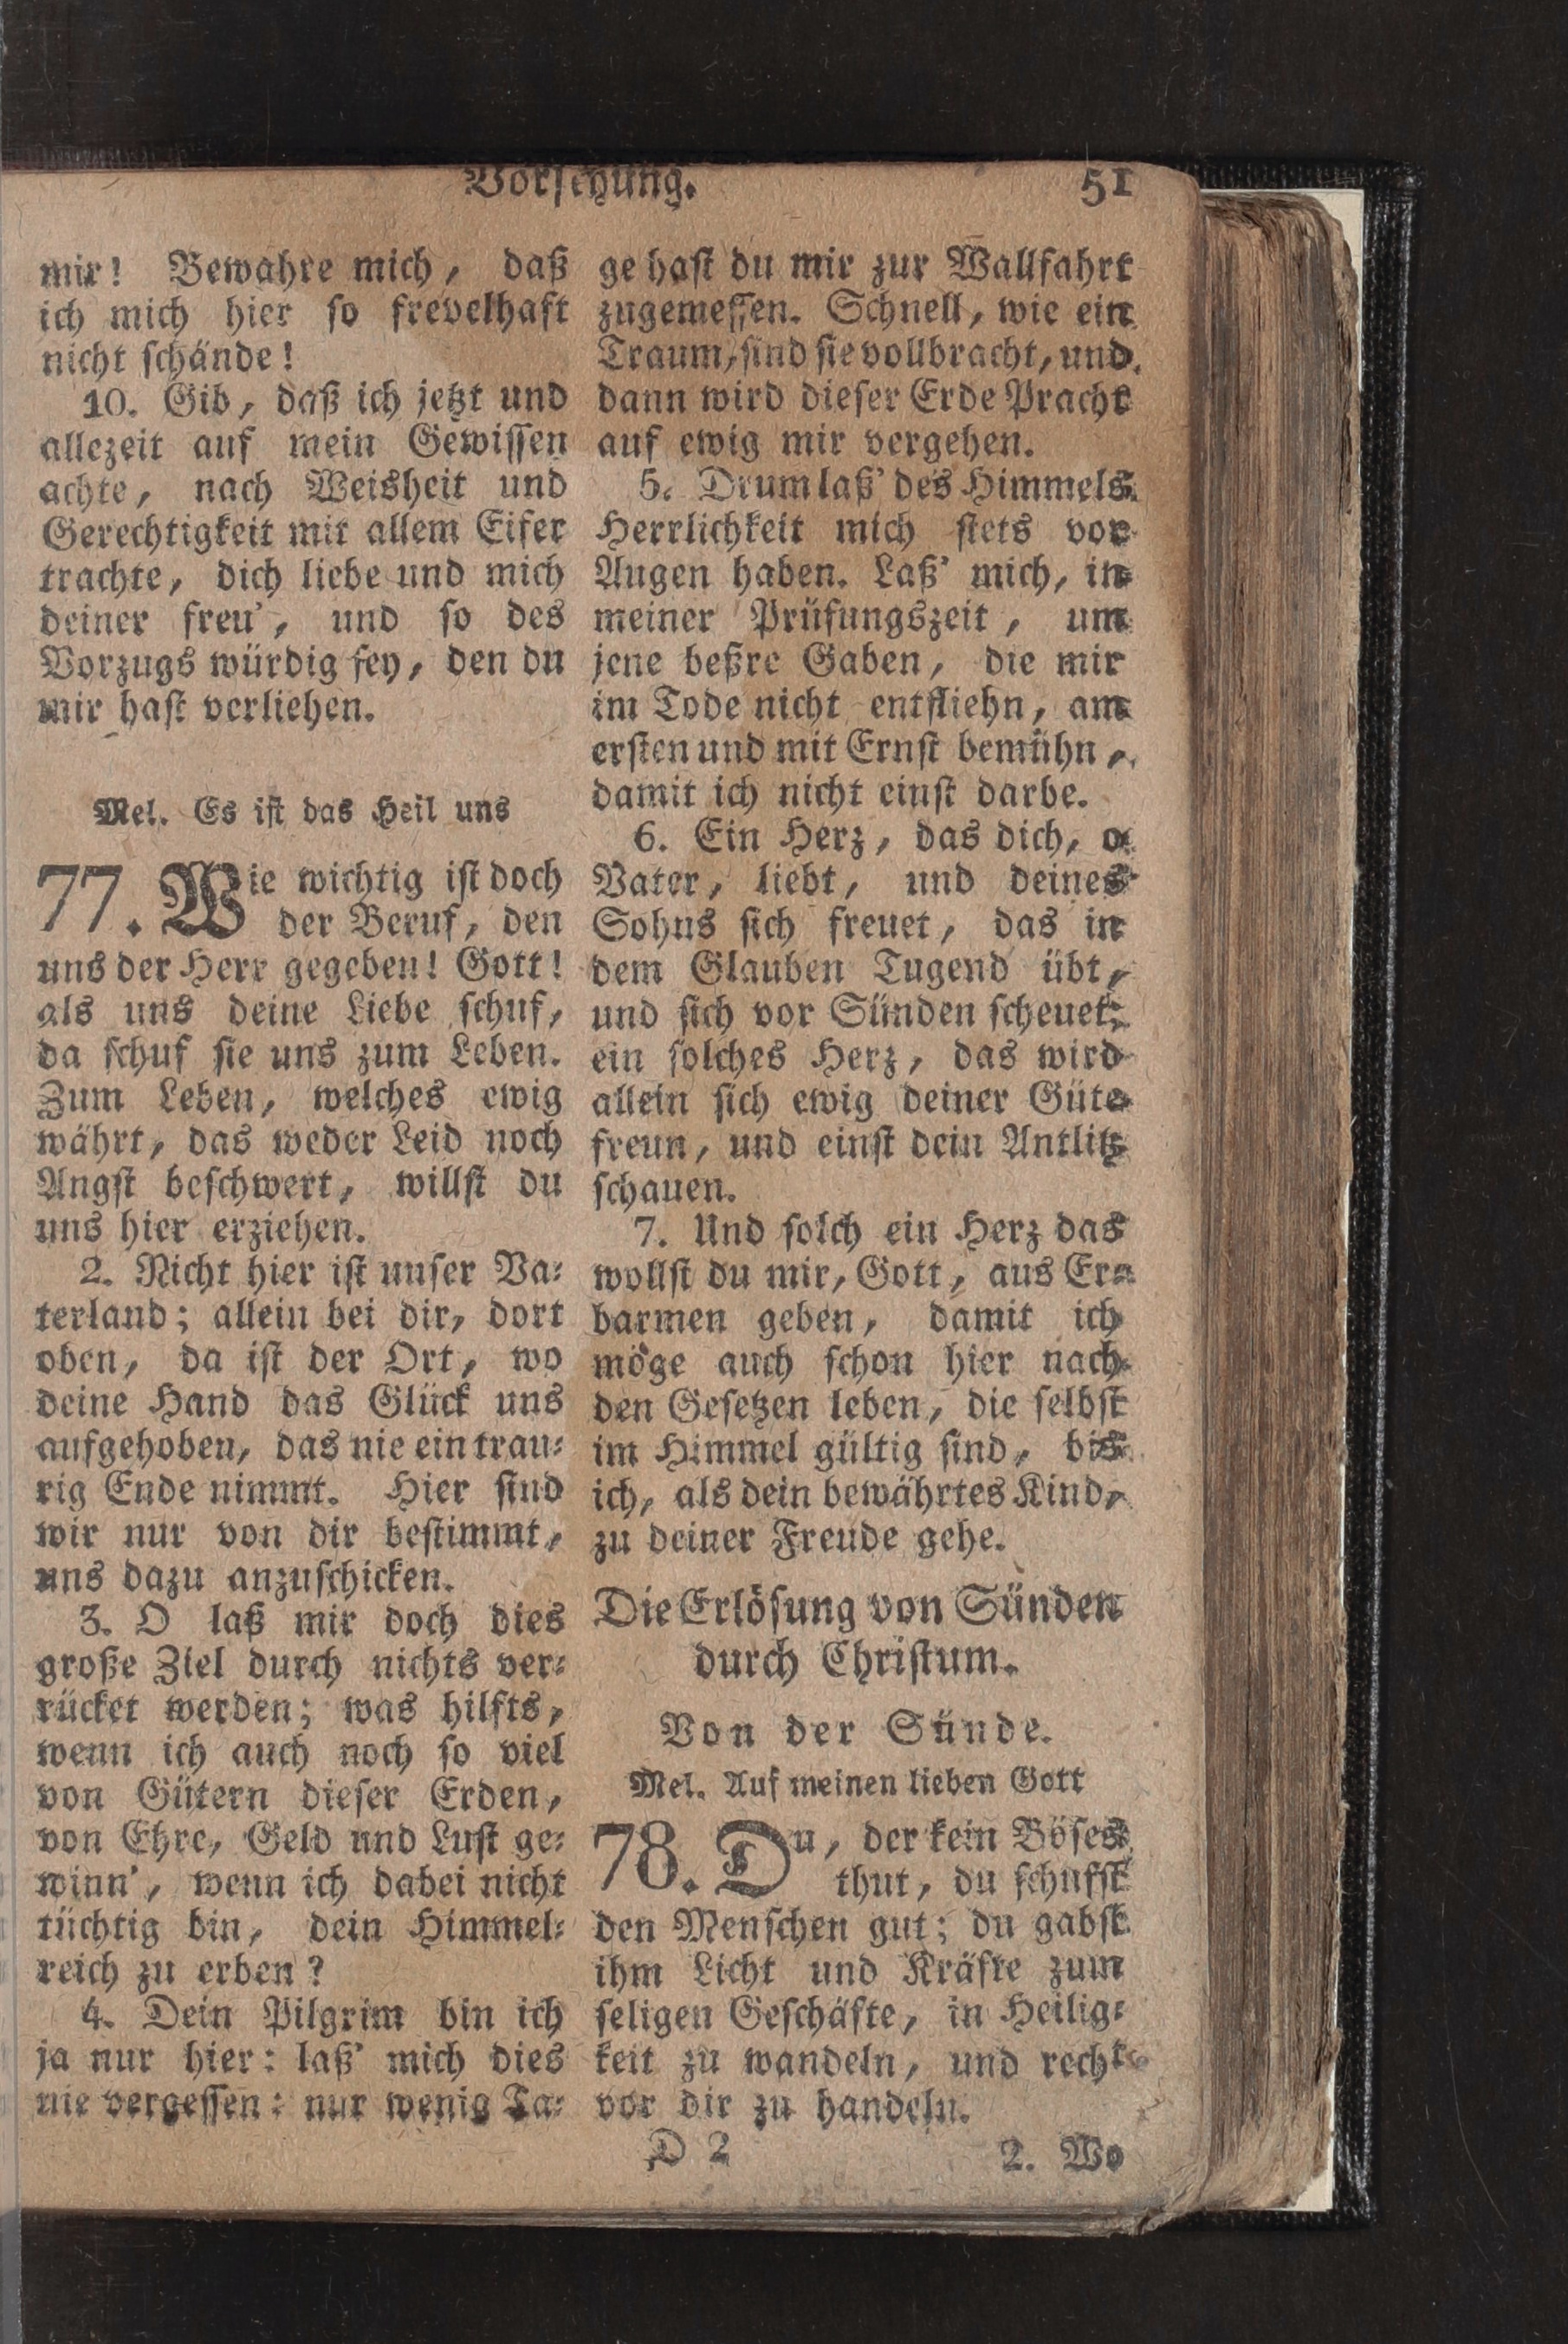 Vorsehung. 51
mir! Bewahre mich, daß
ich mich hier so frevelhaft
nicht schände!
10. Gib, daß ich jetzt und
allezeit auf mein Gewissen
achte, nach Weisheit und
Gerechtigkeit mit allem Eifer
trachte, dich liebe und mich
deiner freu', und so des
Vorzugs würdig sey, den du
mir hast verliehen.
Mel. Es ist das Heil uns
77. Wie wichtig ist doch
der Beruf, den
uns der Herr gegeben! Gott!
als uns deine Liebe schuf,
da schuf sie uns zum Leben.
Zum Leben, welches ewig
währt, das weder Leid noch
Angst beschwert, willst du
uns hier erziehen.
2. Nicht hier ist unser Va-
terland; allein bei dir, dort
oben, da ist der Ort, wo
deine Hand das Glück uns
aufgehoben, das nie ein trau-
rig Ende nimmt. Hier sind
wir nur von dir bestimmt,
uns dazu anzuschicken.
3. O laß mir doch dies
große Ziel durch nichts ver-
rücket werden; was hilfts,
wenn ich auch noch so viel
von Gütern dieser Erden,
von Ehre, Geld und Lust ge-
winn', wenn ich dabei nicht
tüchtig bin, dein Himmel-
reich zu erben?
4. Dein Pilgrim bin ich
ja nur hier: laß' mich dies
nie vergessen: nur wenig Ta-
ge hast du mir zur Wallfahrt
zugemessen. Schnell, wie ein
Traum, sind sie vollbracht, und
dann wird dieser Erde Pracht
auf ewig mir vergehen.
5. Drum laß' des Himmels
Herrlichkeit mich stets vor
Augen haben. Laß' mich, in
meiner Prüfungszeit, um
jene beßre Gaben, die mir
im Tode nicht entfliehn, am
ersten und mit Ernst bemühn,
damit ich nicht einst darbe.
6. Ein Herz, das dich, o
Vater, liebt, und deines
Sohns sich freuet, das in
dem Glauben Tugend übt,
und sich vor Sünden scheuet;
ein solches Herz, das wird
allein sich ewig deiner Güte
freun, und einst dein Antlitz
schauen.
7. Und solch ein Herz das
wollst du mir, Gott, aus Er-
barmen geben, damit ich
möge auch schon hier nach
den Gesetzen leben, die selbst
im Himmel gültig sind, bis
ich, als dein bewährtes Kind,
zu deiner Freude gehe.
Die Erlösung von Sünden
durch Christum.
Von der Sünde.
Mel. Auf meinen lieben Gott
78. Du, der kein Böses
thut, du schufst
den Menschen gut; du gabst
ihm Licht und Kräfte zum
seligen Geschäfte, in Heilig-
keit zu wandeln, und recht
vor dir zu handeln.
D 2 2. Wo